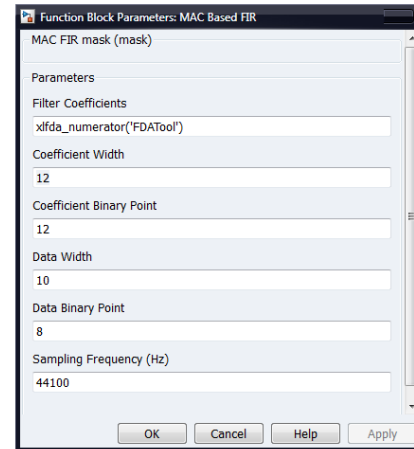 Function Block Parameters: MAC Based FIR
MAC FIR mask (mask)
Parameters
Filter Coefficients
xlfda_numerator('FDATool')
Coefficient Width
12
Coefficient Binary Point
12
Data Width
10
Data Binary Point
8
Sampling Frequency (Hz)
44100
OK Cancel Help Apply